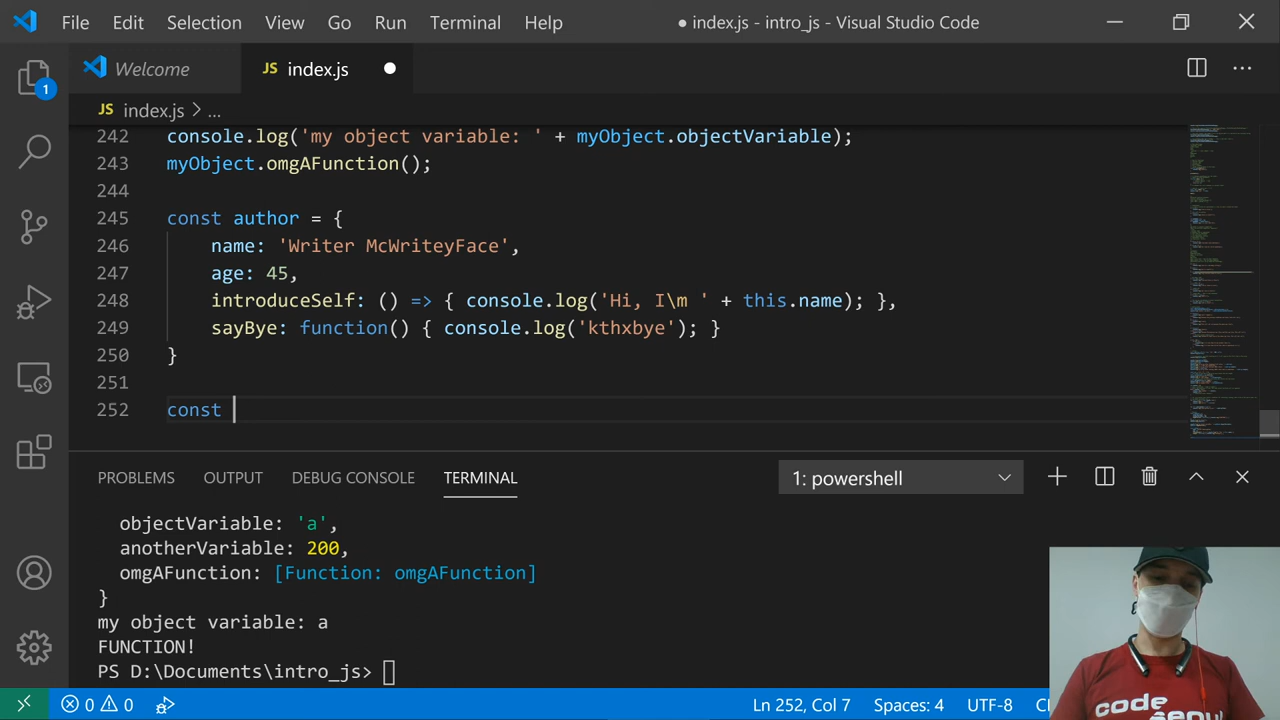 File Edit Selection View Go Run Terminal Help ● index.js - intro_js - Visual Studio Code
Welcome JS index.js ●
JS index.js > ...
242 console.log('my object variable: ' + myObject.objectVariable);
243 myObject.omgAFunction();
244
245 const author = {
246 name: 'Writer McWriteyFace',
247 age: 45,
248 introduceSelf: () => { console.log('Hi, I\m ' + this.name); },
249 sayBye: function() { console.log('kthxbye'); }
250 }
251
252 const
PROBLEMS OUTPUT DEBUG CONSOLE TERMINAL 1: powershell
objectVariable: 'a',
anotherVariable: 200,
omgAFunction: [Function: omgAFunction]
}
my object variable: a
FUNCTION!
PS D:\Documents\intro_js>
1
code
0 0 Ln 252, Col 7 Spaces: 4 UTF-8